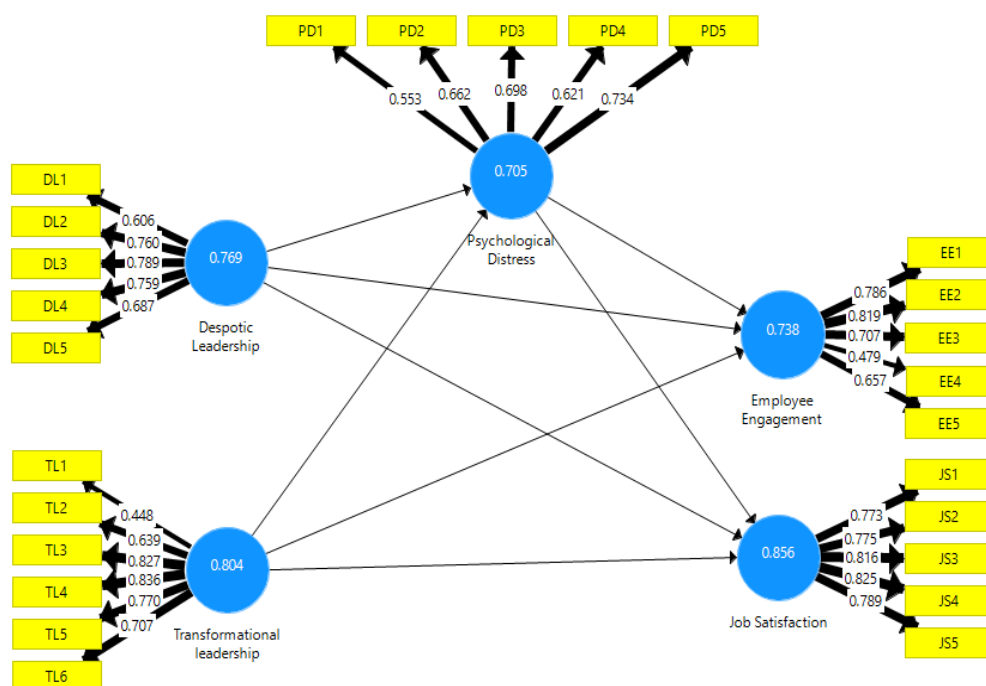 PD1
PD2
PD3
PD4
PD5
0.553
0.662
0.698
0.621
0.734
0.705
Psychological
Distress
DL1
DL2
DL3
DL4
DL5
0.606
0.760
0.789
0.759
0.687
0.769
Despotic
Leadership
EE1
EE2
EE3
EE4
EE5
0.786
0.819
0.707
0.479
0.657
0.738
Employee
Engagement
TL1
TL2
TL3
TL4
TL5
TL6
0.448
0.639
0.827
0.836
0.770
0.707
0.804
Transformational
leadership
JS1
JS2
JS3
JS4
JS5
0.773
0.775
0.816
0.825
0.789
0.856
Job Satisfaction